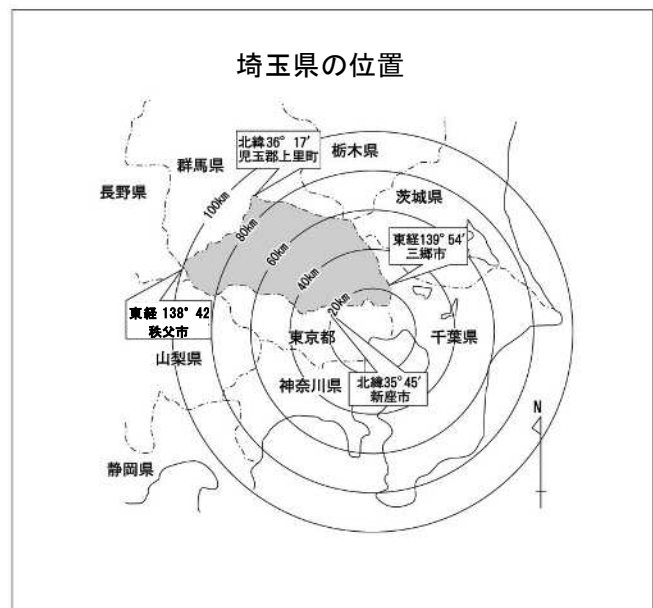 埼玉県の位置
北緯36° 17′
児玉郡上里町
栃木県
群馬県
長野県
茨城県
100km
80km
60km
40km
20km
東経139° 54′
三郷市
東経 138° 42
秩父市
東京都
千葉県
山梨県
神奈川県
北緯35°45′
新座市
N
静岡県